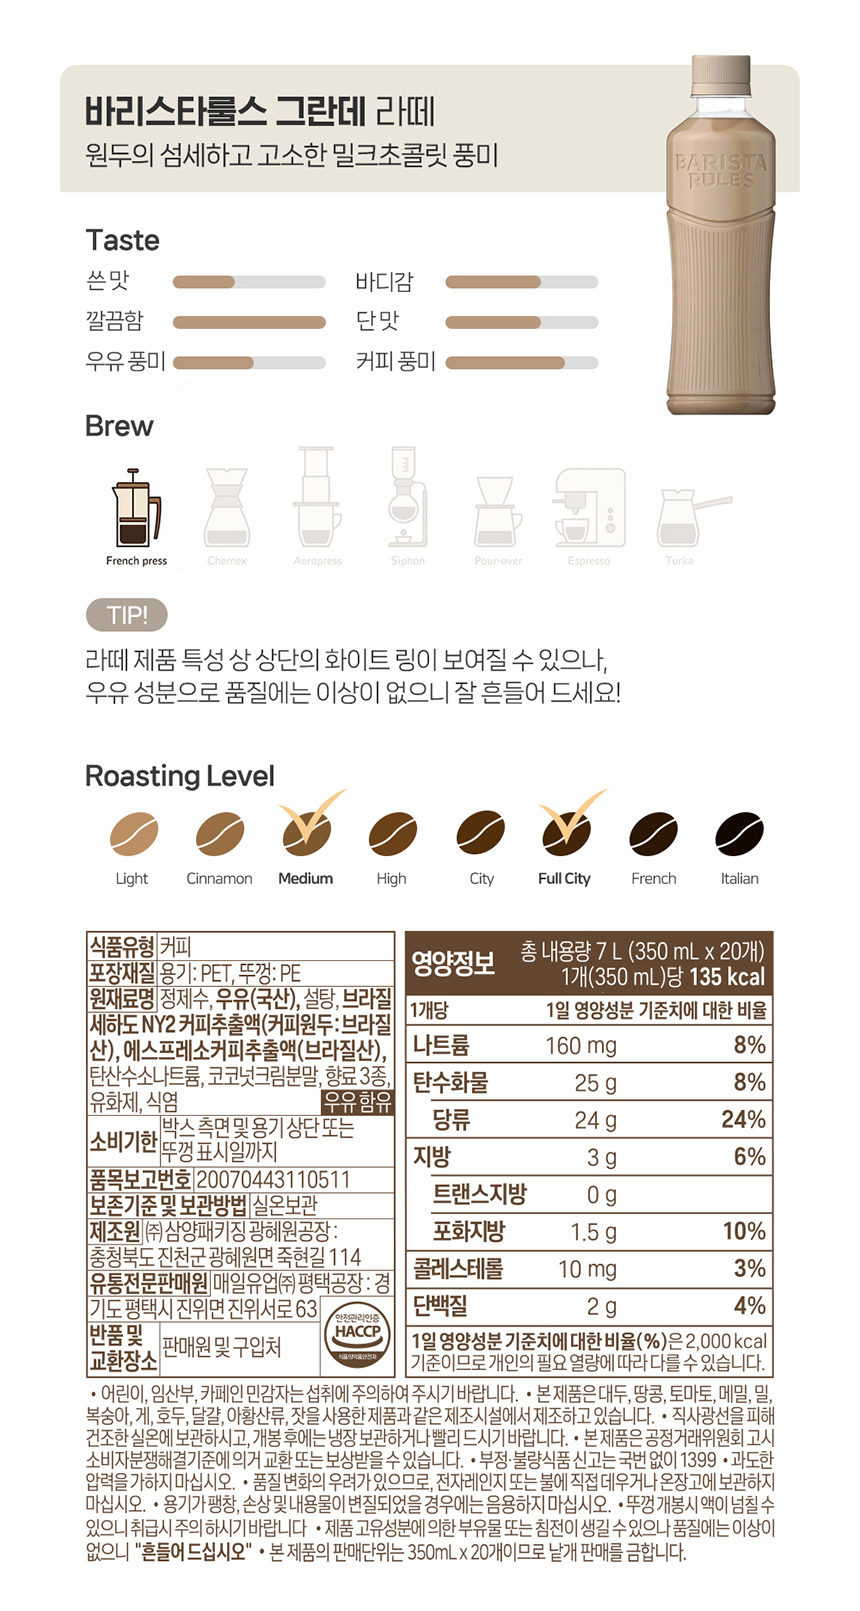 바리스타룰스 그란데 라떼
원두의 섬세하고 고소한 밀크초콜릿 풍미
BARISTA
RULES
Taste
쓴 맛
바디감
깔끔함
단 맛
우유 풍미
커피 풍미
Brew
French press
Chemex
Aeropress
Siphon
Pour-over
Espresso
Turka
TIP!
라떼 제품 특성 상 상단의 화이트 링이 보여질 수 있으나,
우유 성분으로 품질에는 이상이 없으니 잘 흔들어 드세요!
Roasting Level
Light
Cinnamon
Medium
High
City
Full City
French
Italian
식품유형 커피
포장재질 용기: PET, 뚜껑: PE
원재료명 정제수, 우유(국산), 설탕, 브라질
세하도 NY2 커피추출액(커피원두: 브라질
산), 에스프레소커피추출액(브라질산),
탄산수소나트륨, 코코넛크림분말, 향료 3종,
유화제, 식염 우유 함유
소비기한 박스 측면 및 용기 상단 또는
뚜껑 표시일까지
품목보고번호 20070443110511
보존기준 및 보관방법 실온보관
제조원 ㈜삼양패키징 광혜원공장 :
충청북도 진천군 광혜원면 죽현길 114
유통전문판매원 매일유업㈜ 평택공장 : 경
기도 평택시 진위면 진위서로 63
반품 및
교환장소 판매원 및 구입처
안전관리인증
HACCP
식품의약품안전처
영양정보
총 내용량 7 L (350 mL x 20개)
1개(350 mL)당 135 kcal
1개당 1일 영양성분 기준치에 대한 비율
나트륨 160 mg 8%
탄수화물 25 g 8%
당류 24 g 24%
지방 3 g 6%
트랜스지방 0 g
포화지방 1.5 g 10%
콜레스테롤 10 mg 3%
단백질 2 g 4%
1일 영양성분 기준치에 대한 비율(%)은 2,000 kcal
기준이므로 개인의 필요 열량에 따라 다를 수 있습니다.
• 어린이, 임산부, 카페인 민감자는 섭취에 주의하여 주시기 바랍니다. • 본 제품은 대두, 땅콩, 토마토, 메밀, 밀,
복숭아, 게, 호두, 달걀, 아황산류, 잣을 사용한 제품과 같은 제조시설에서 제조하고 있습니다. • 직사광선을 피해
건조한 실온에 보관하시고, 개봉 후에는 냉장 보관하거나 빨리 드시기 바랍니다. • 본 제품은 공정거래위원회 고시
소비자분쟁해결기준에 의거 교환 또는 보상받을 수 있습니다. • 부정·불량식품 신고는 국번 없이 1399 • 과도한
압력을 가하지 마십시오. • 품질 변화의 우려가 있으므로, 전자레인지 또는 불에 직접 데우거나 온장고에 보관하지
마십시오. • 용기가 팽창, 손상 및 내용물이 변질되었을 경우에는 음용하지 마십시오. • 뚜껑 개봉시 액이 넘칠 수
있으니 취급시 주의 하시기 바랍니다 • 제품 고유성분에 의한 부유물 또는 침전이 생길 수 있으나 품질에는 이상이
없으니 "흔들어 드십시오" • 본 제품의 판매단위는 350mL x 20개이므로 낱개 판매를 금합니다.